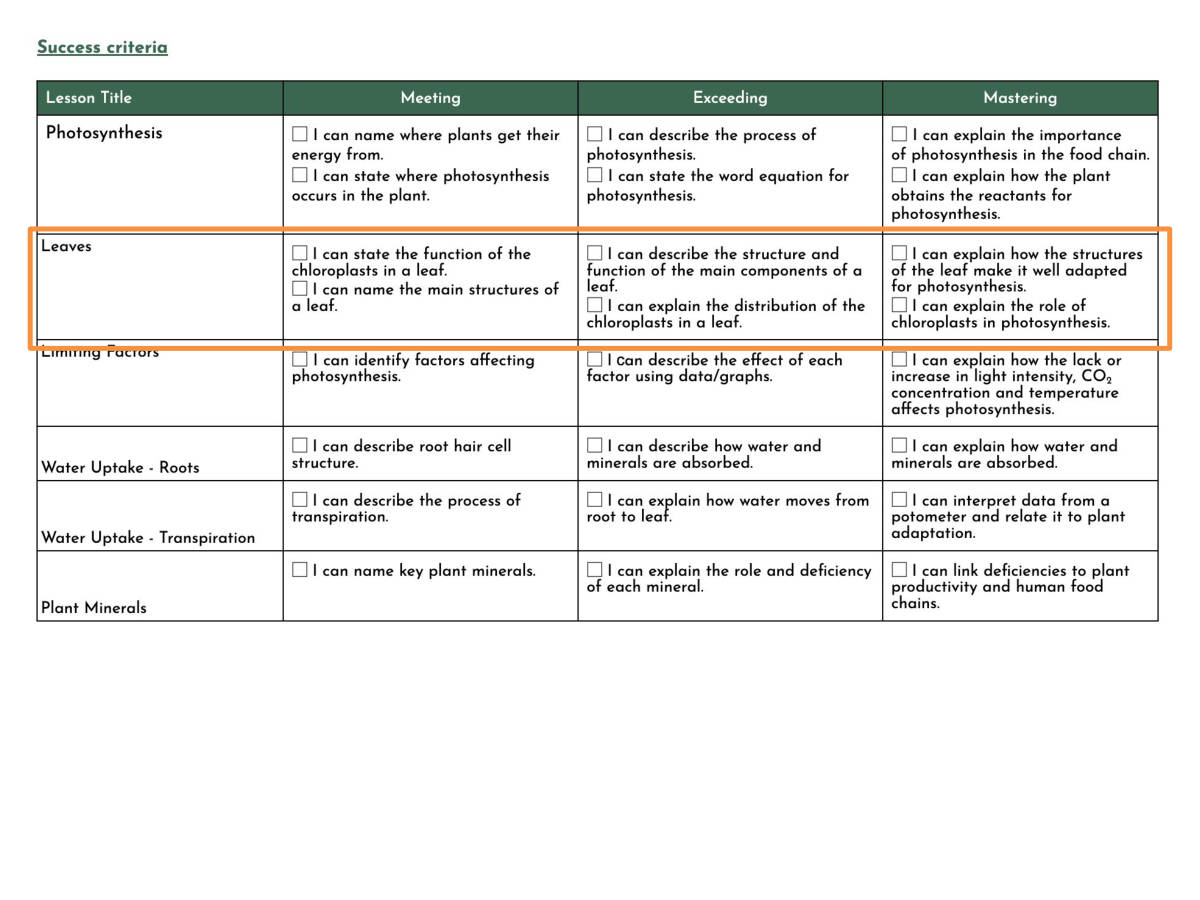 Success criteria
Lesson Title
Meeting
Exceeding
Mastering
Photosynthesis
☐ I can name where plants get their
energy from.
☐ I can state where photosynthesis
occurs in the plant.
☐ I can describe the process of
photosynthesis.
☐ I can state the word equation for
photosynthesis.
☐ I can explain the importance
of photosynthesis in the food chain.
☐ I can explain how the plant
obtains the reactants for
photosynthesis.
Leaves
☐ I can state the function of the
chloroplasts in a leaf.
☐ I can name the main structures of
a leaf.
☐ I can describe the structure and
function of the main components of a
leaf.
☐ I can explain the distribution of the
chloroplasts in a leaf.
☐ I can explain how the structures
of the leaf make it well adapted
for photosynthesis.
☐ I can explain the role of
chloroplasts in photosynthesis.
Limiting Factors
☐ I can identify factors affecting
photosynthesis.
☐ I can describe the effect of each
factor using data/graphs.
☐ I can explain how the lack or
increase in light intensity, CO₂
concentration and temperature
affects photosynthesis.
Water Uptake - Roots
☐ I can describe root hair cell
structure.
☐ I can describe how water and
minerals are absorbed.
☐ I can explain how water and
minerals are absorbed.
Water Uptake - Transpiration
☐ I can describe the process of
transpiration.
☐ I can explain how water moves from
root to leaf.
☐ I can interpret data from a
potometer and relate it to plant
adaptation.
Plant Minerals
☐ I can name key plant minerals.
☐ I can explain the role and deficiency
of each mineral.
☐ I can link deficiencies to plant
productivity and human food
chains.